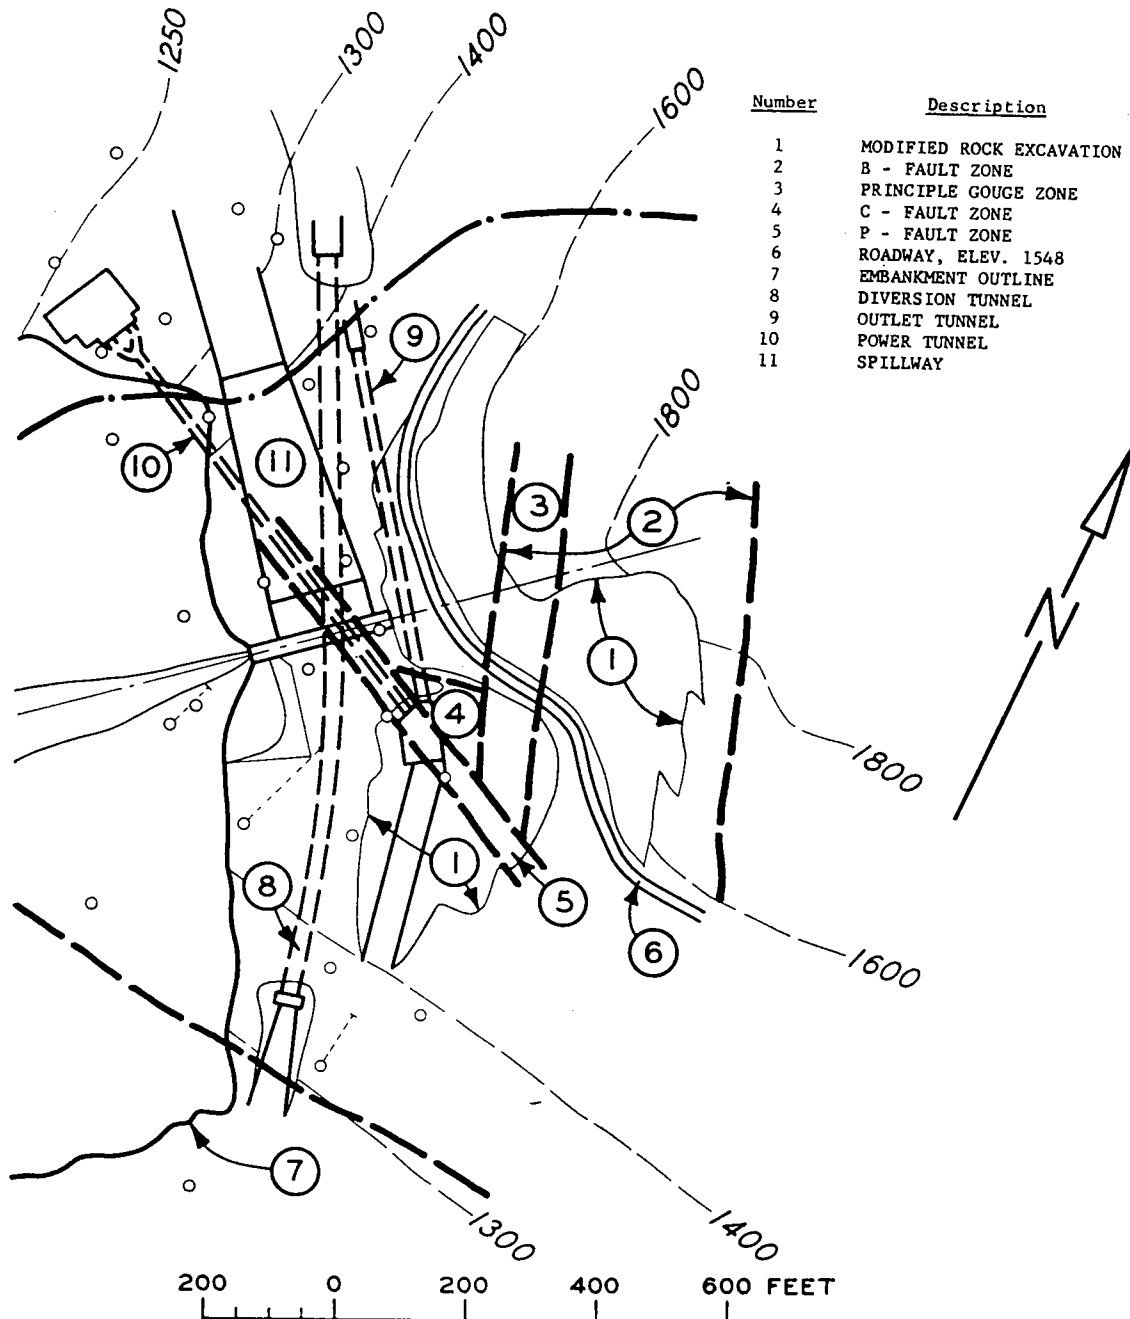 1250
1300
1400
1600
Number Description
1 MODIFIED ROCK EXCAVATION
2 B - FAULT ZONE
3 PRINCIPLE GOUGE ZONE
4 C - FAULT ZONE
5 P - FAULT ZONE
6 ROADWAY, ELEV. 1548
7 EMBANKMENT OUTLINE
8 DIVERSION TUNNEL
9 OUTLET TUNNEL
10 POWER TUNNEL
11 SPILLWAY
9
1800
10
11
3
2
N
1
4
1800
1
8
5
6
1600
7
1300
1400
200 0 200 400 600 FEET